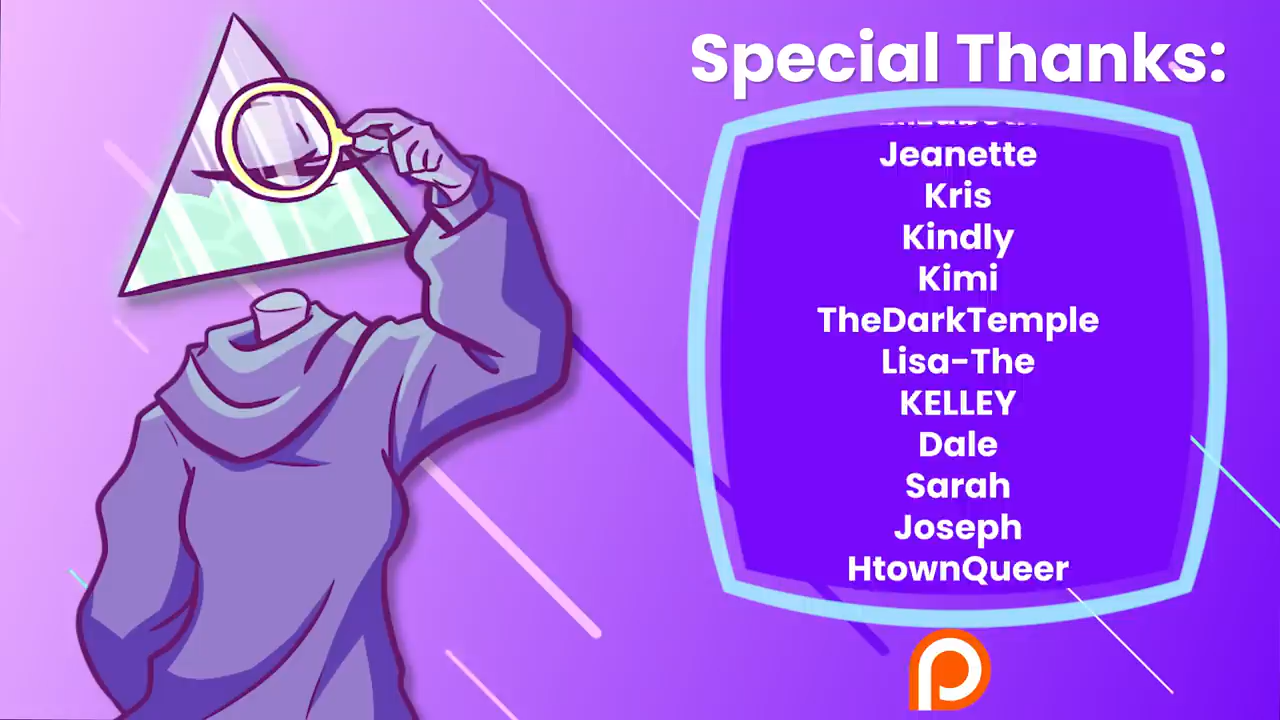 Special Thanks:
Jeanette
Kris
Kindly
Kimi
TheDarkTemple
Lisa-The
KELLEY
Dale
Sarah
Joseph
HtownQueer